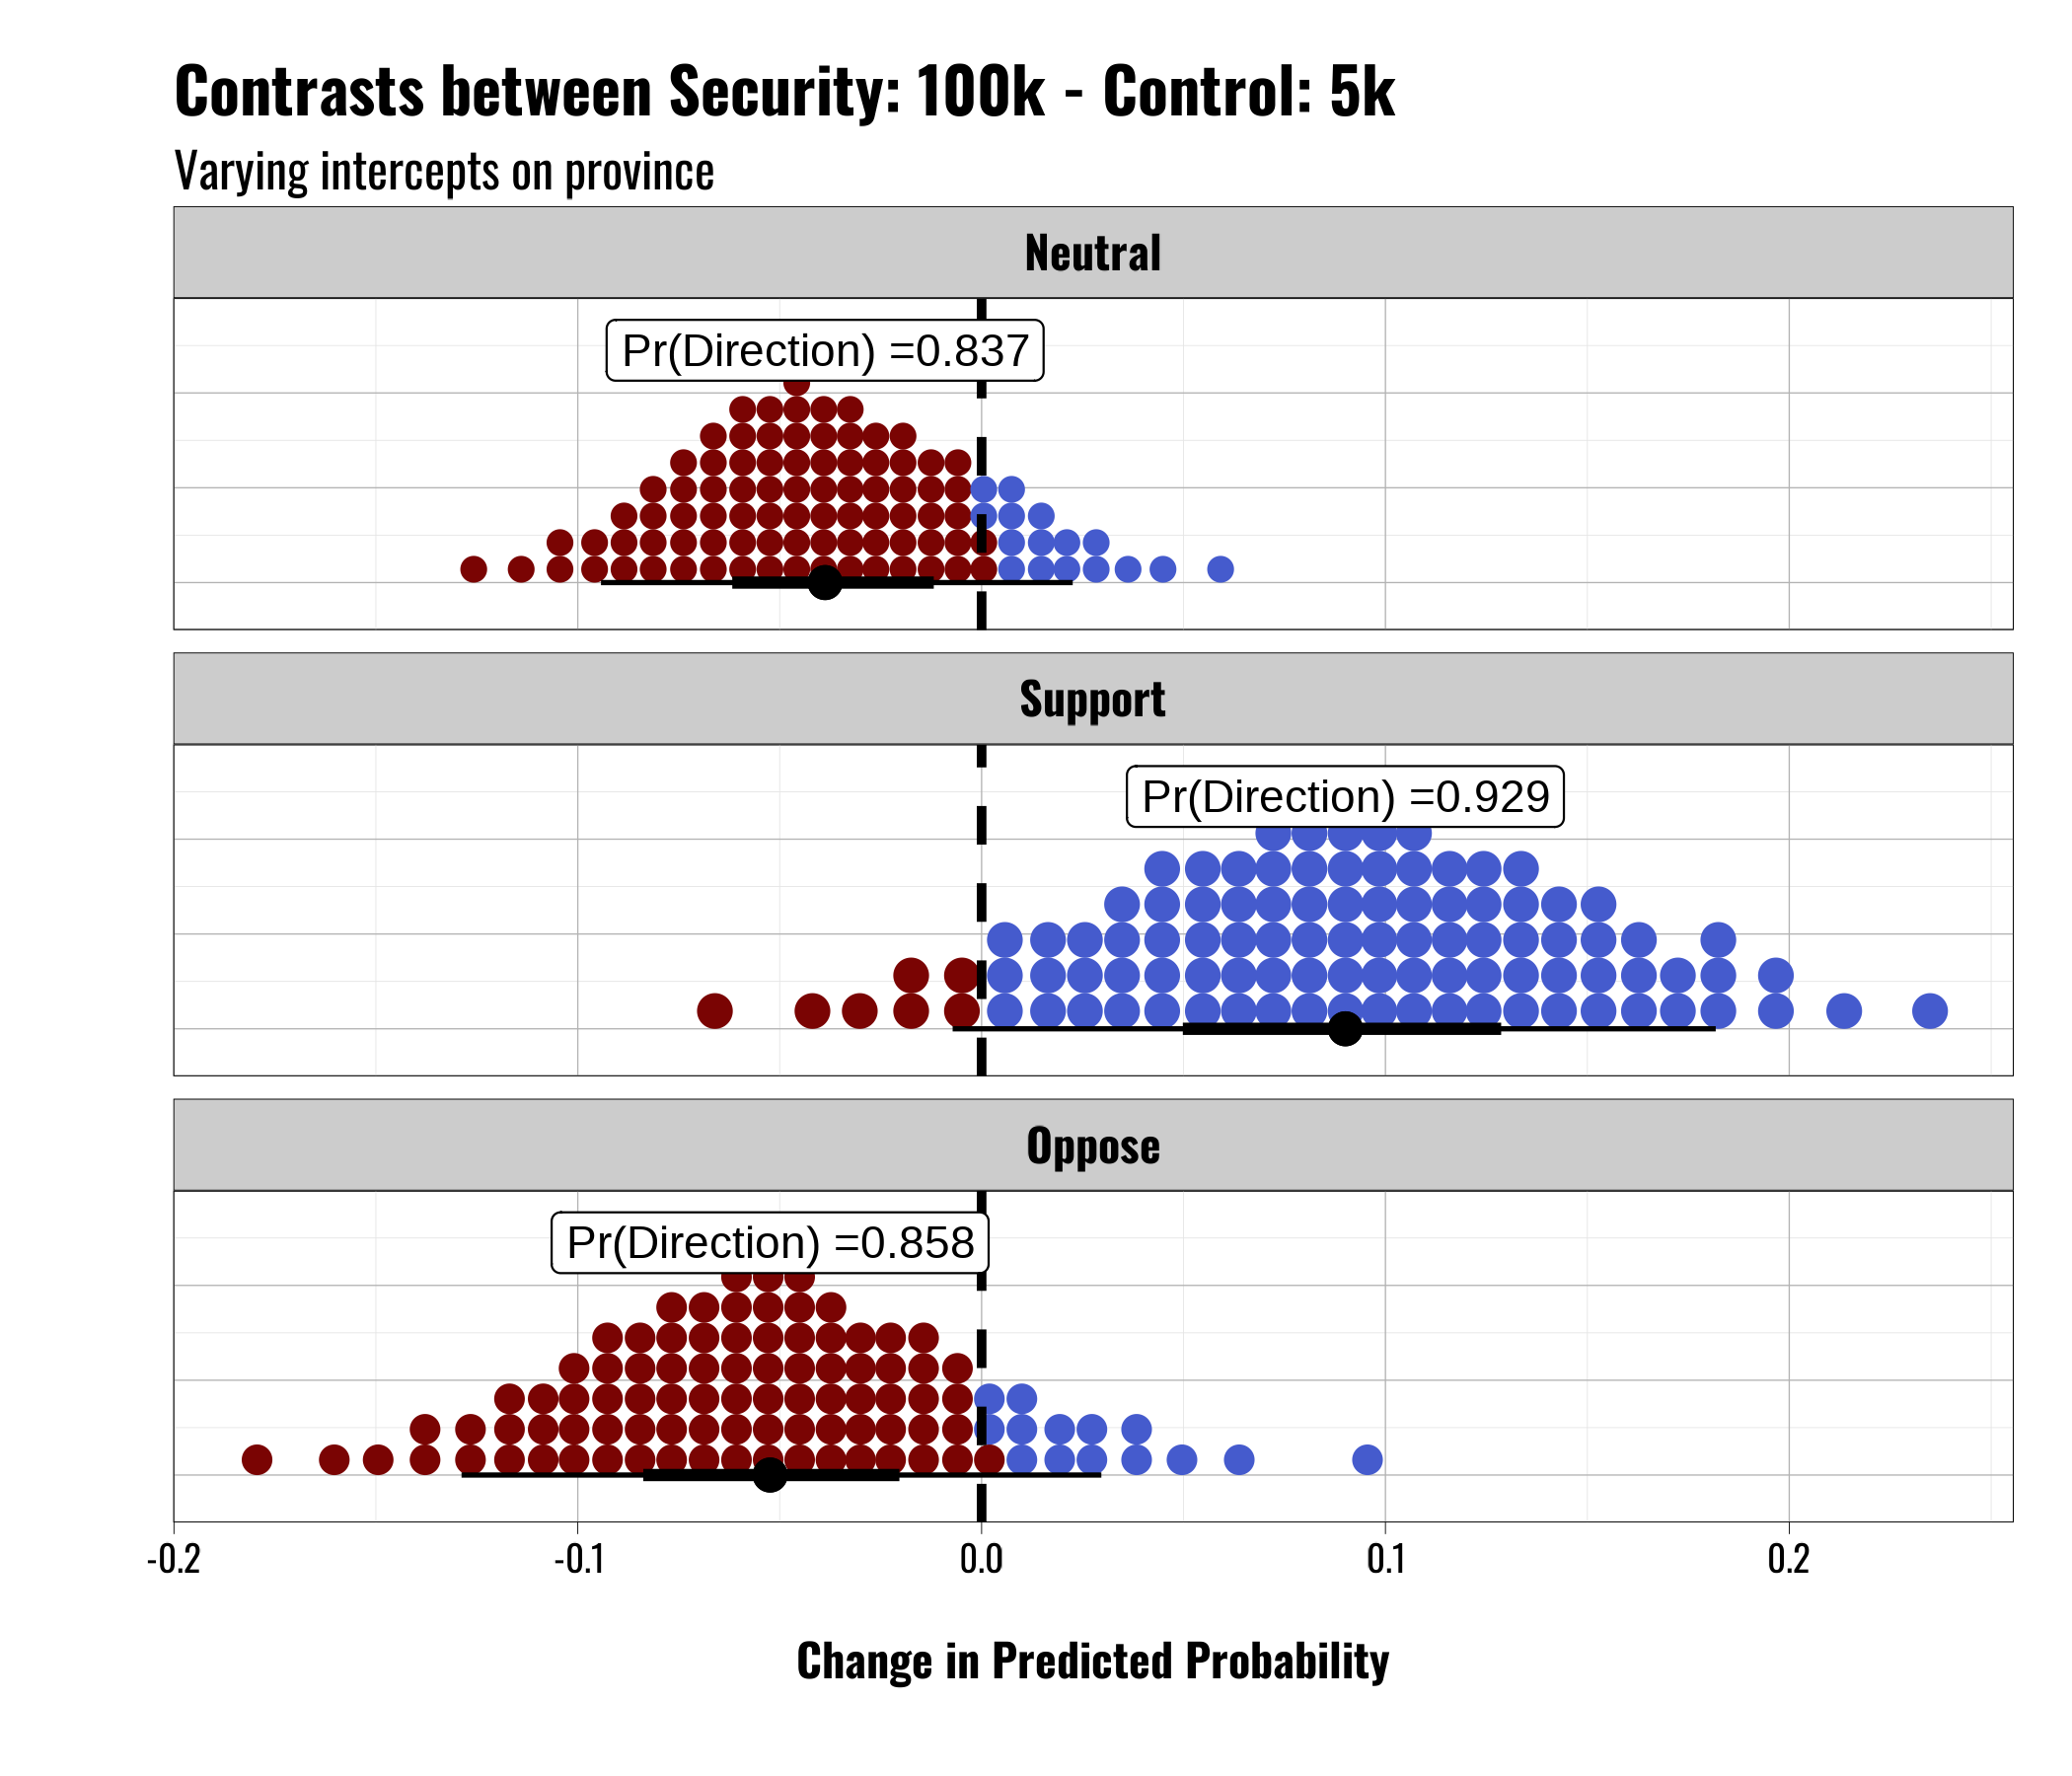 Contrasts between Security: 100k - Control: 5k
Varying intercepts on province
Neutral
Pr(Direction) =0.837
Support
Pr(Direction) =0.929
Oppose
Pr(Direction) =0.858
-0.2 -0.1 0.0 0.1 0.2
Change in Predicted Probability